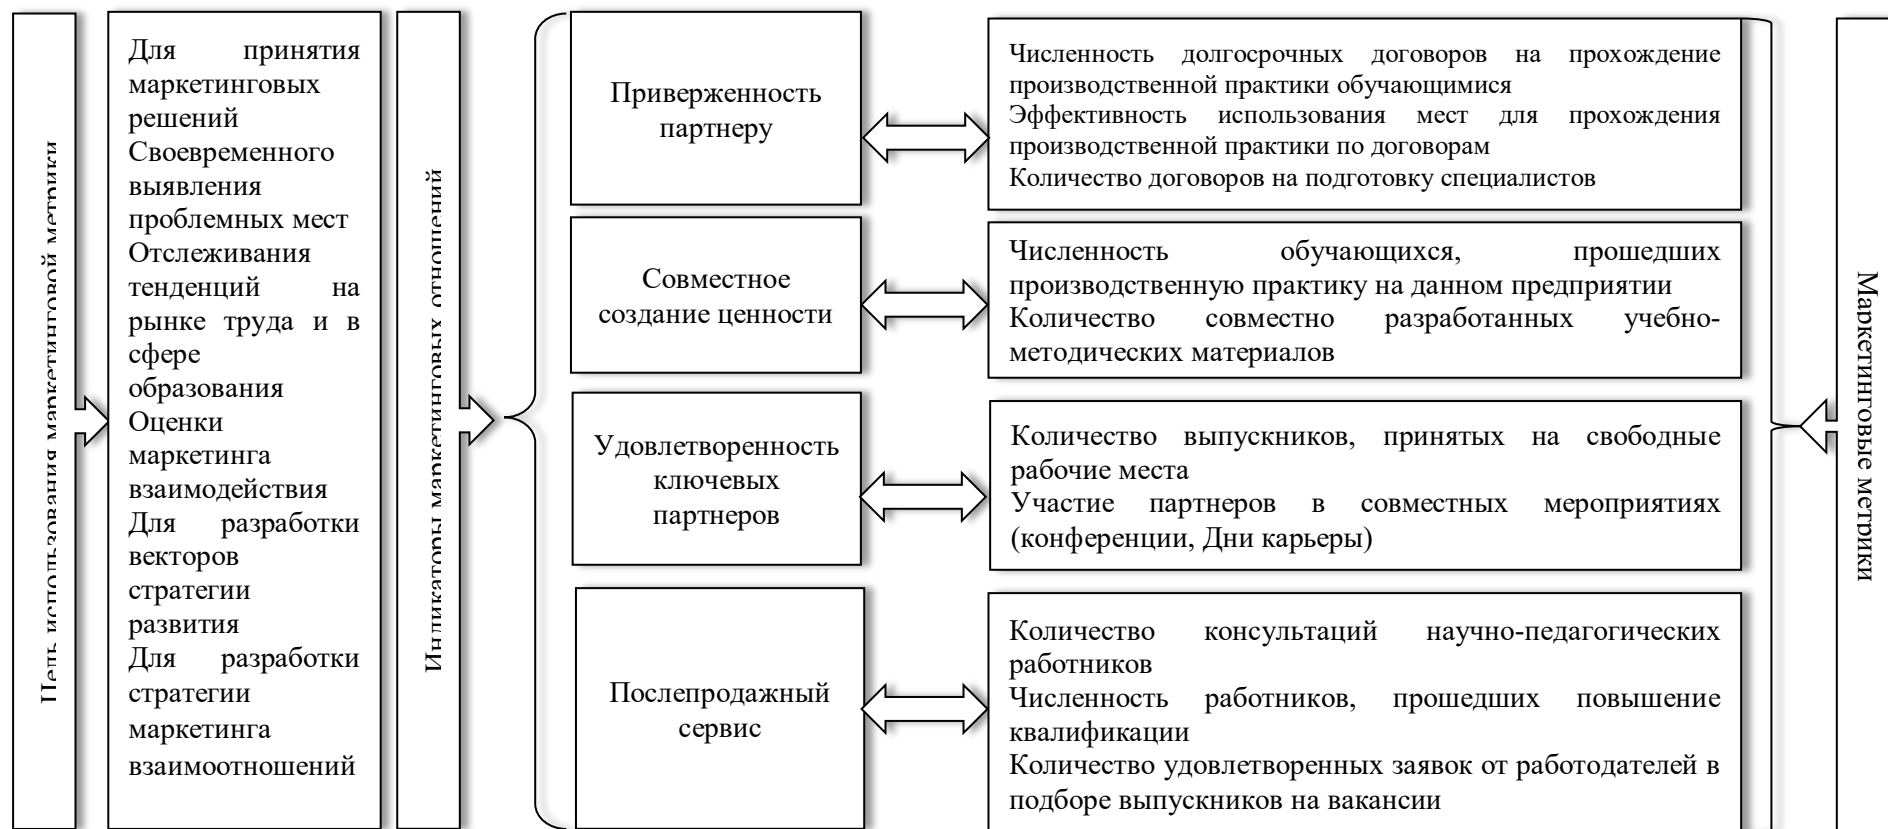 Цель использования маркетинговой метрики
Для принятия
маркетинговых
решений
Своевременного
выявления
проблемных мест
Отслеживания
тенденций на
рынке труда и в
сфере
образования
Оценки
маркетинга
взаимодействия
Для разработки
векторов
стратегии
развития
Для разработки
стратегии
маркетинга
взаимоотношений
Индикаторы маркетинговых отношений
Приверженность
партнеру
Численность долгосрочных договоров на прохождение
производственной практики обучающимися
Эффективность использования мест для прохождения
производственной практики по договорам
Количество договоров на подготовку специалистов
Совместное
создание ценности
Численность обучающихся, прошедших
производственную практику на данном предприятии
Количество совместно разработанных учебно-
методических материалов
Удовлетворенность
ключевых
партнеров
Количество выпускников, принятых на свободные
рабочие места
Участие партнеров в совместных мероприятиях
(конференции, Дни карьеры)
Послепродажный
сервис
Количество консультаций научно-педагогических
работников
Численность работников, прошедших повышение
квалификации
Количество удовлетворенных заявок от работодателей в
подборе выпускников на вакансии
Маркетинговые метрики